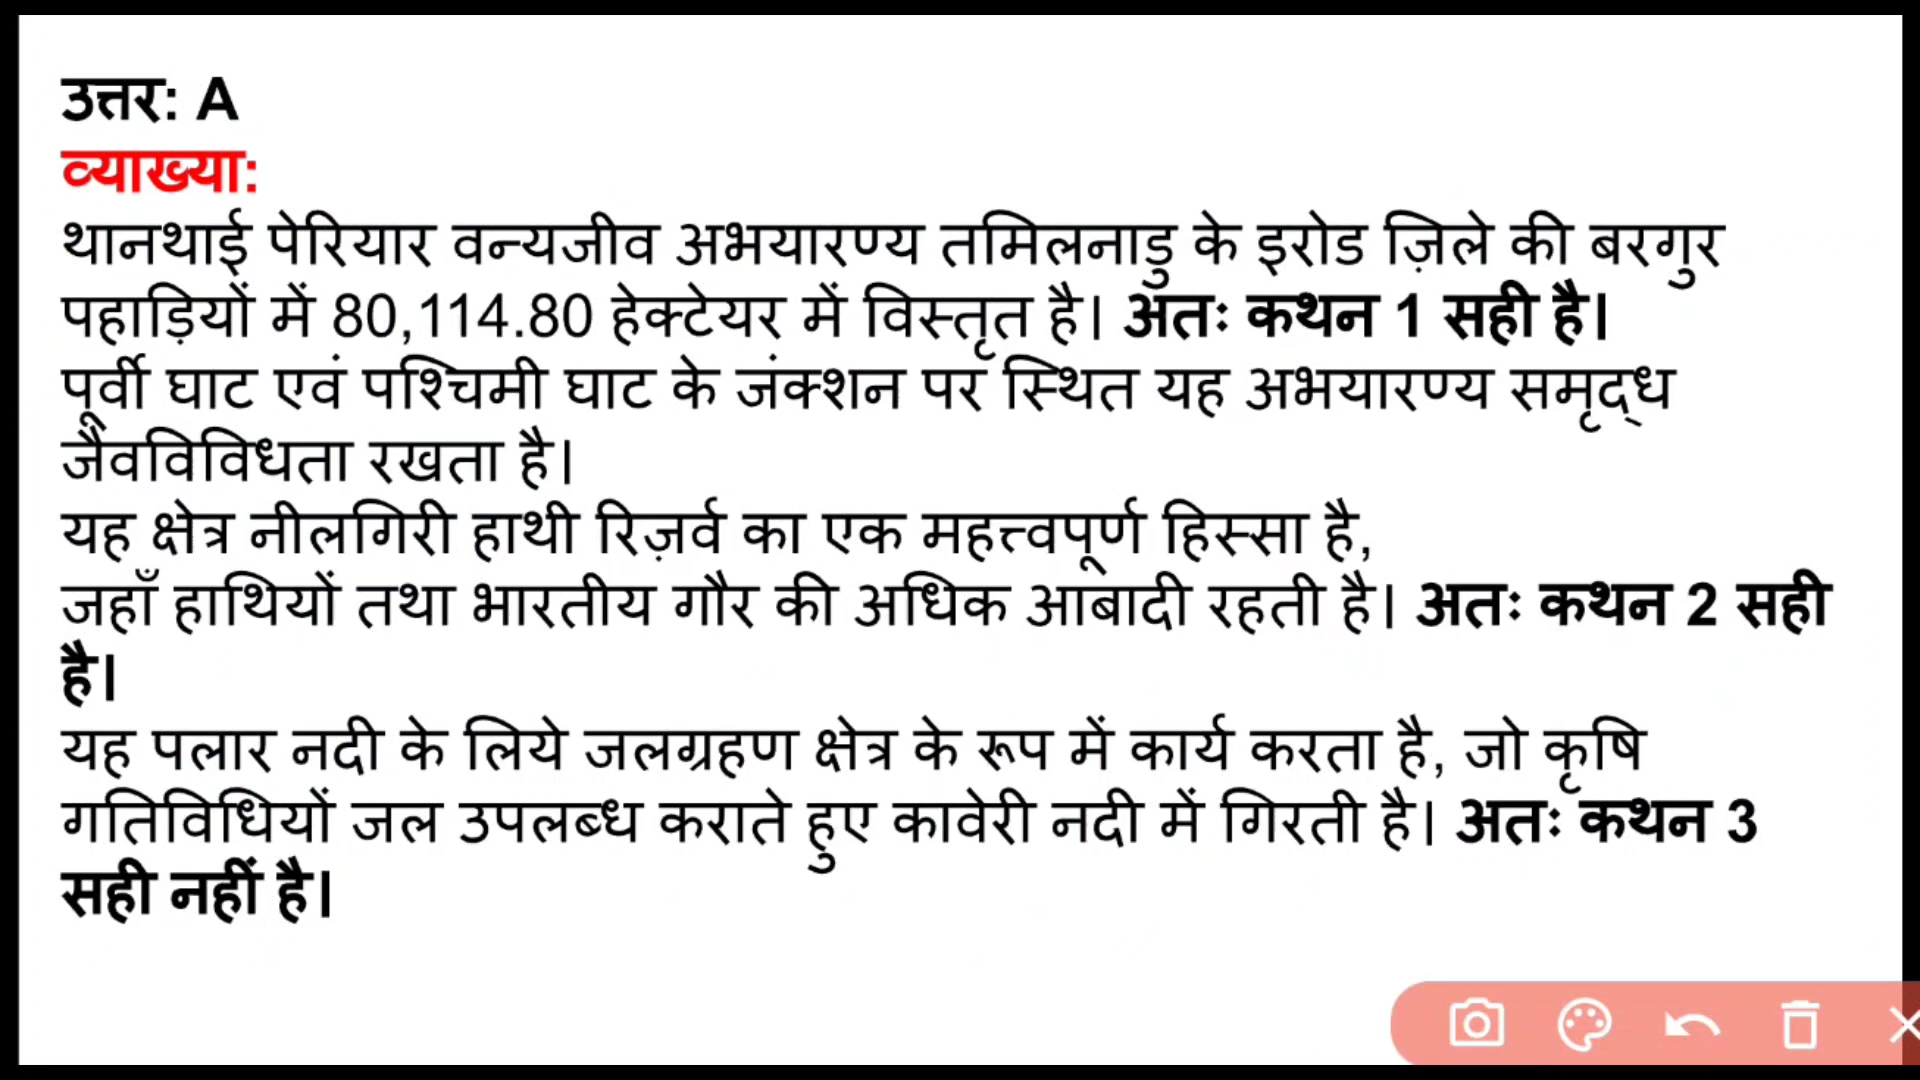 उत्तर: A
व्याख्या:
थानथाई पेरियार वन्यजीव अभयारण्य तमिलनाडु के इरोड ज़िले की बरगुर
पहाड़ियों में 80,114.80 हेक्टेयर में विस्तृत है। अतः कथन 1 सही है।
पूर्वी घाट एवं पश्चिमी घाट के जंक्शन पर स्थित यह अभयारण्य समृद्ध
जैवविविधता रखता है।
यह क्षेत्र नीलगिरी हाथी रिज़र्व का एक महत्त्वपूर्ण हिस्सा है,
जहाँ हाथियों तथा भारतीय गौर की अधिक आबादी रहती है। अतः कथन 2 सही
है।
यह पलार नदी के लिये जलग्रहण क्षेत्र के रूप में कार्य करता है, जो कृषि
गतिविधियों जल उपलब्ध कराते हुए कावेरी नदी में गिरती है। अतः कथन 3
सही नहीं है।